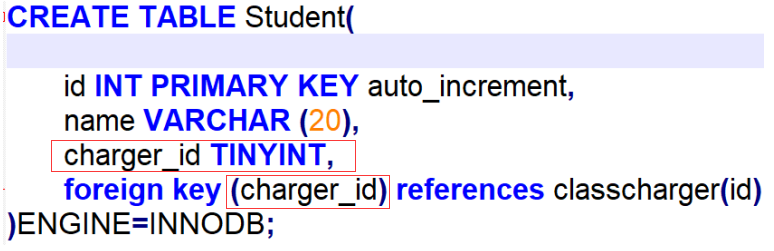 CREATE TABLE Student(
id INT PRIMARY KEY auto_increment,
name VARCHAR (20),
charger_id TINYINT,
foreign key (charger_id) references classcharger(id)
)ENGINE=INNODB;